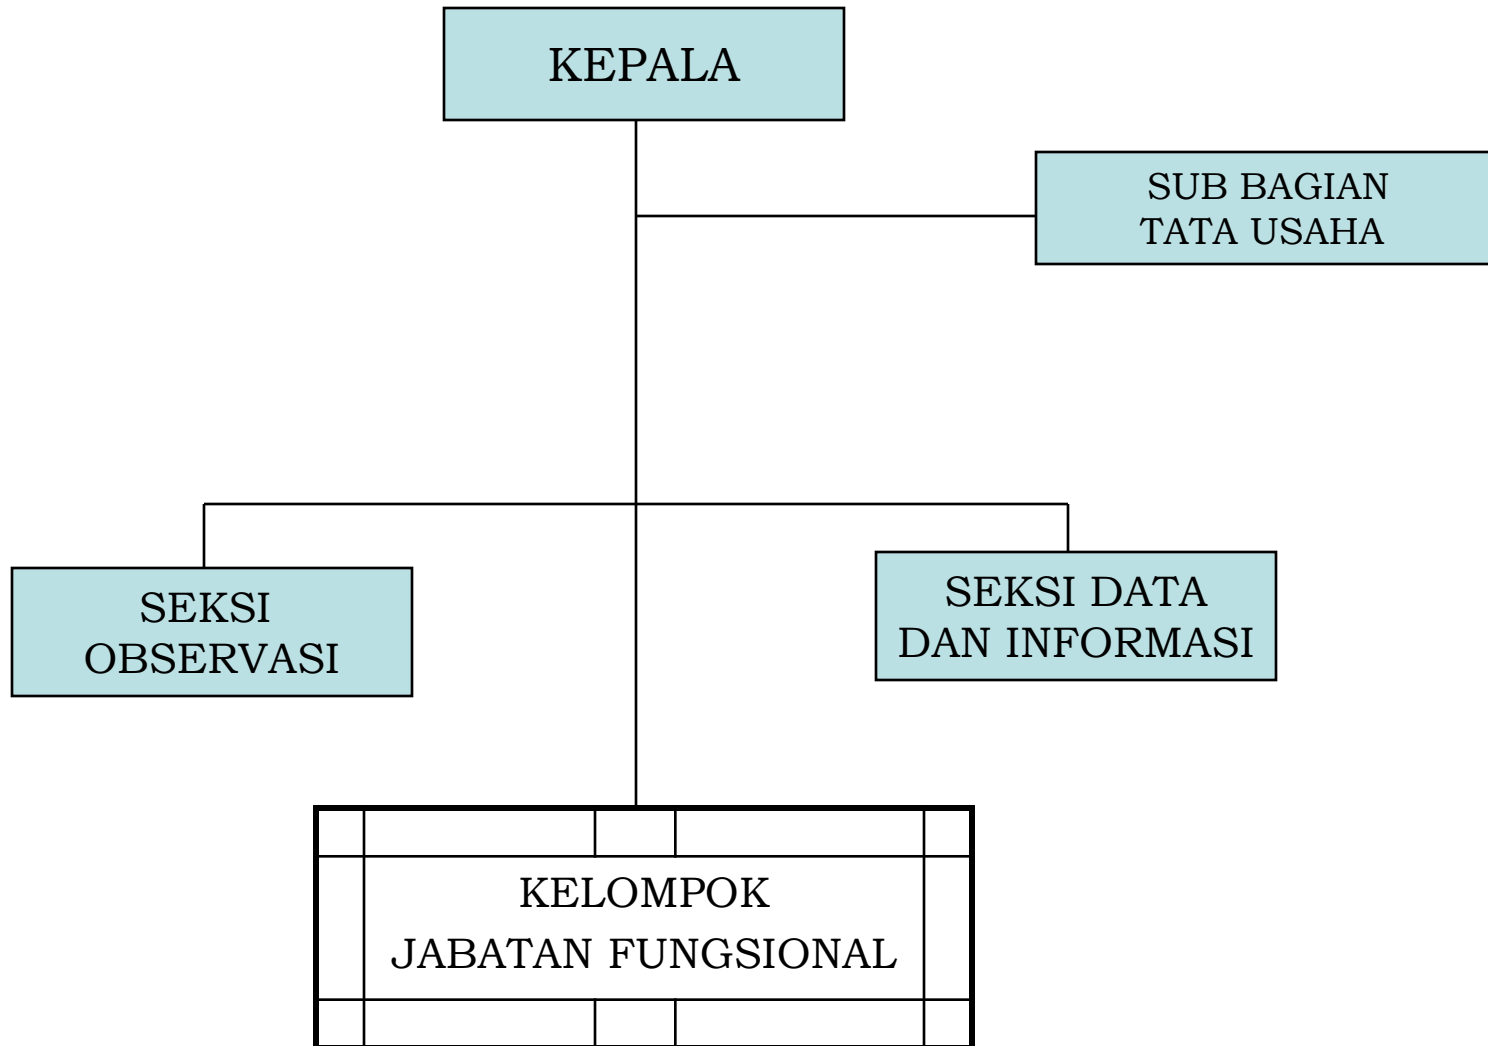 KEPALA
SUB BAGIAN
TATA USAHA
SEKSI
OBSERVASI
SEKSI DATA
DAN INFORMASI
KELOMPOK
JABATAN FUNGSIONAL